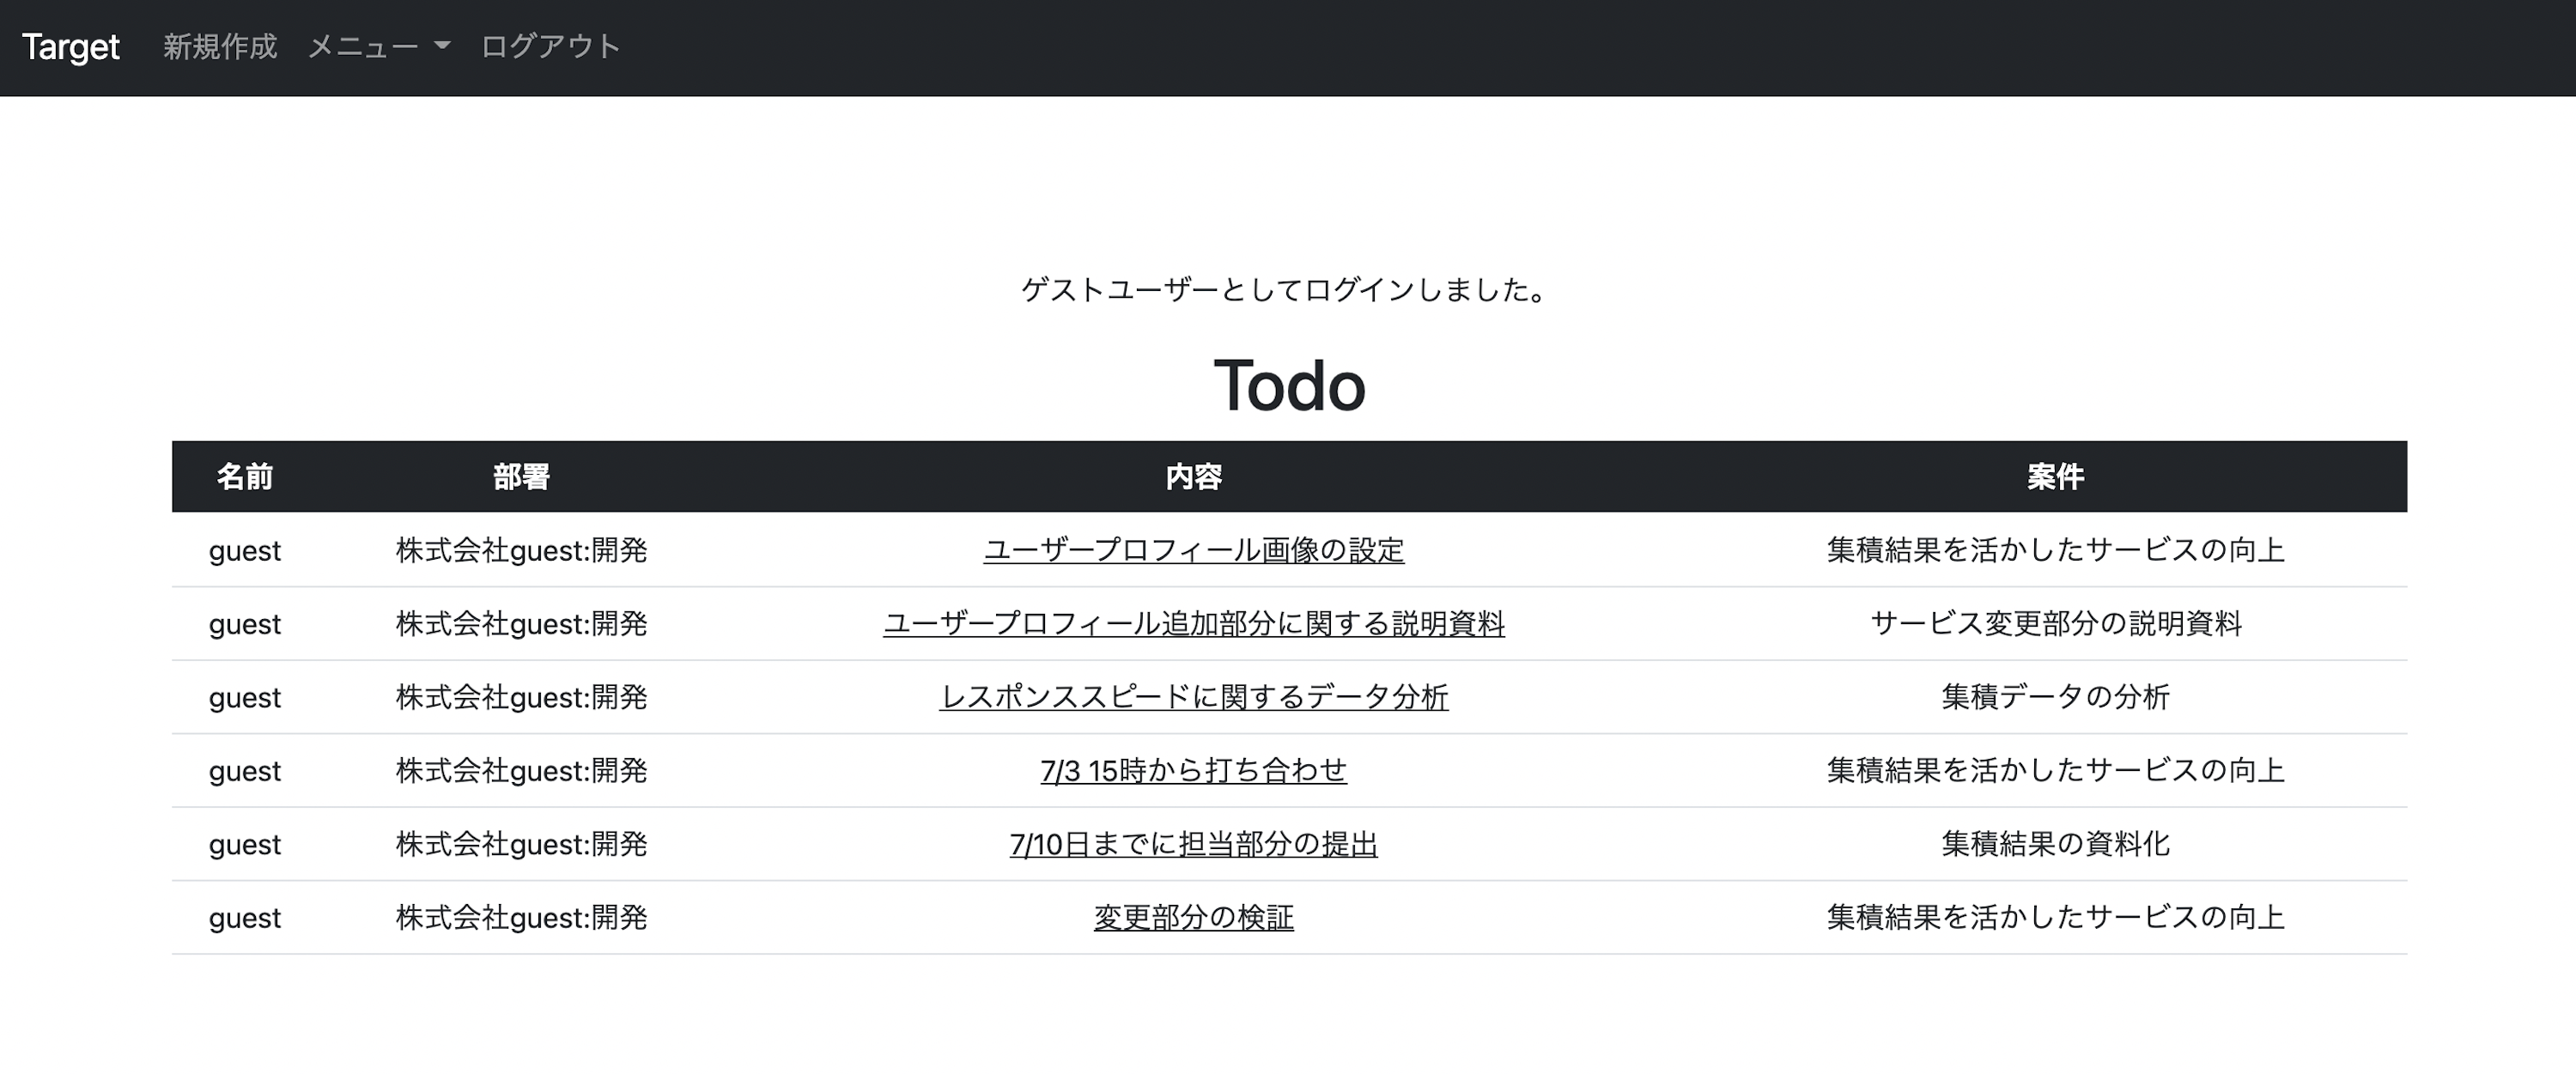 Target 新規作成 メニュー ログアウト
ゲストユーザーとしてログインしました。
Todo
名前 部署 内容 案件
guest 株式会社guest:開発 ユーザープロフィール画像の設定 集積結果を活かしたサービスの向上
guest 株式会社guest:開発 ユーザープロフィール追加部分に関する説明資料 サービス変更部分の説明資料
guest 株式会社guest:開発 レスポンススピードに関するデータ分析 集積データの分析
guest 株式会社guest:開発 7/3 15時から打ち合わせ 集積結果を活かしたサービスの向上
guest 株式会社guest:開発 7/10日までに担当部分の提出 集積結果の資料化
guest 株式会社guest:開発 変更部分の検証 集積結果を活かしたサービスの向上